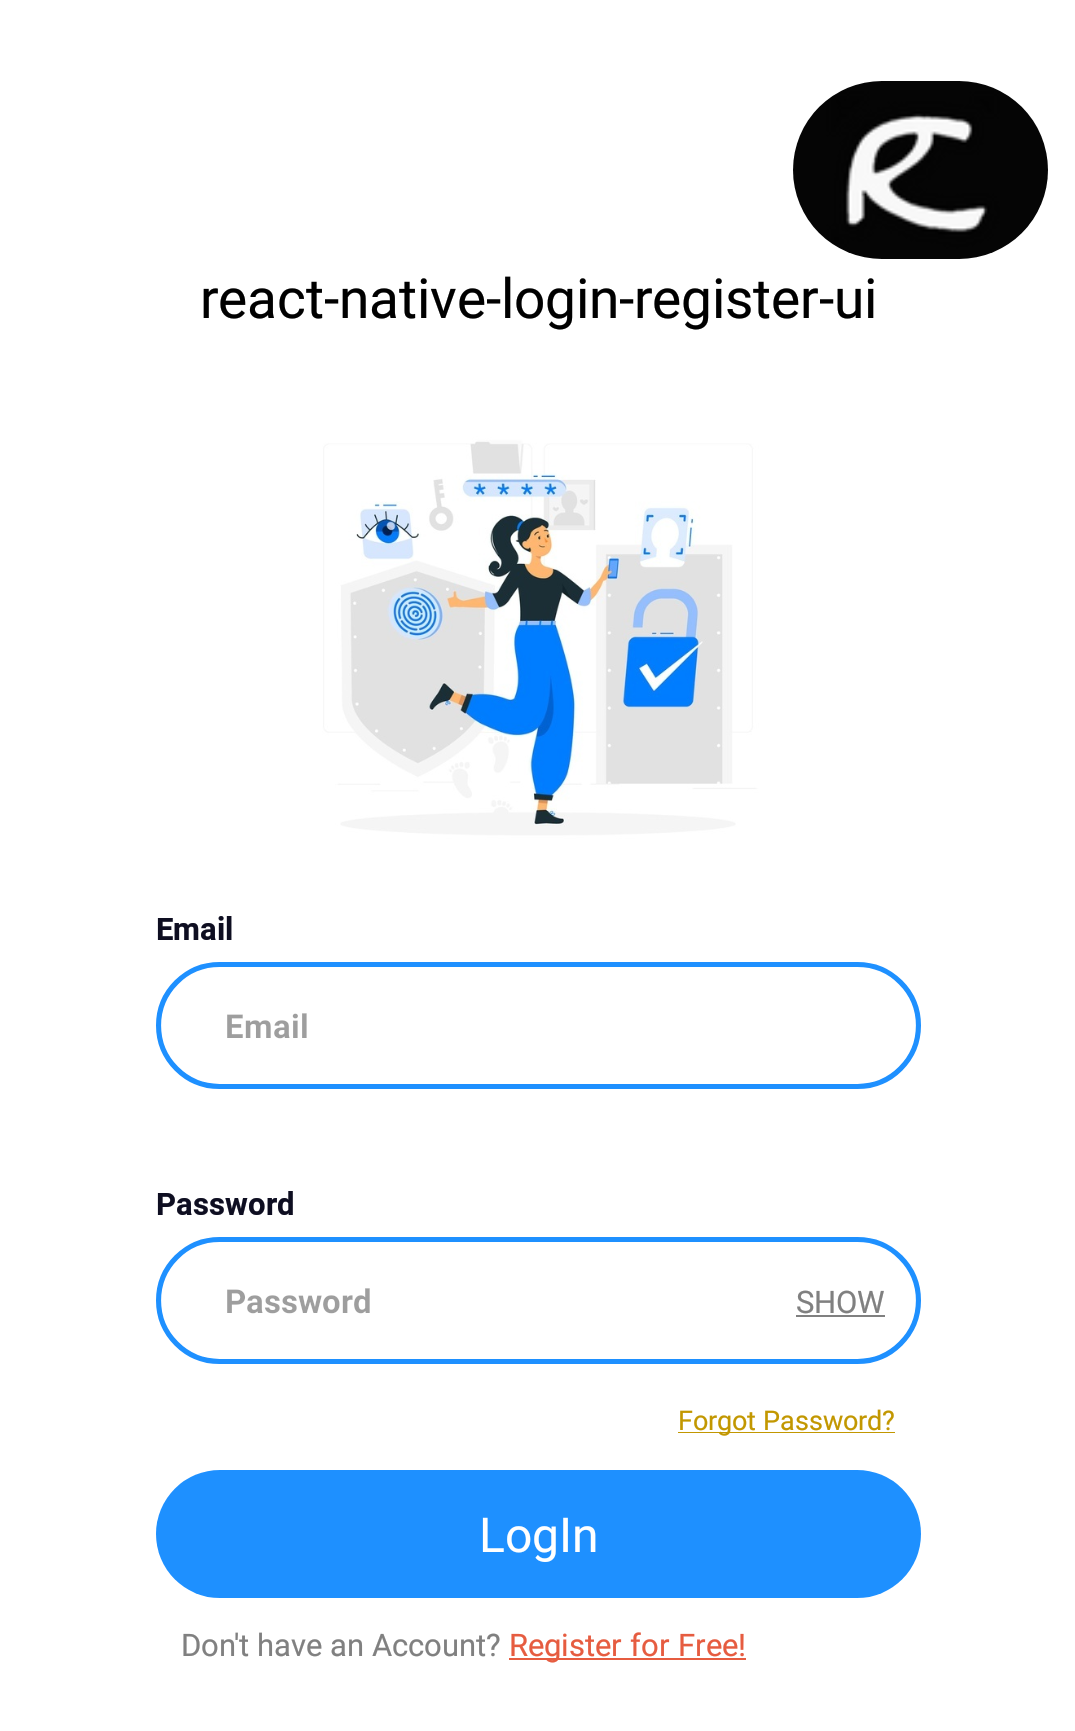 RC
react-native-login-register-ui
* * * *
Email
Email
Password
Password SHOW
Forgot Password?
LogIn
Don't have an Account? Register for Free!